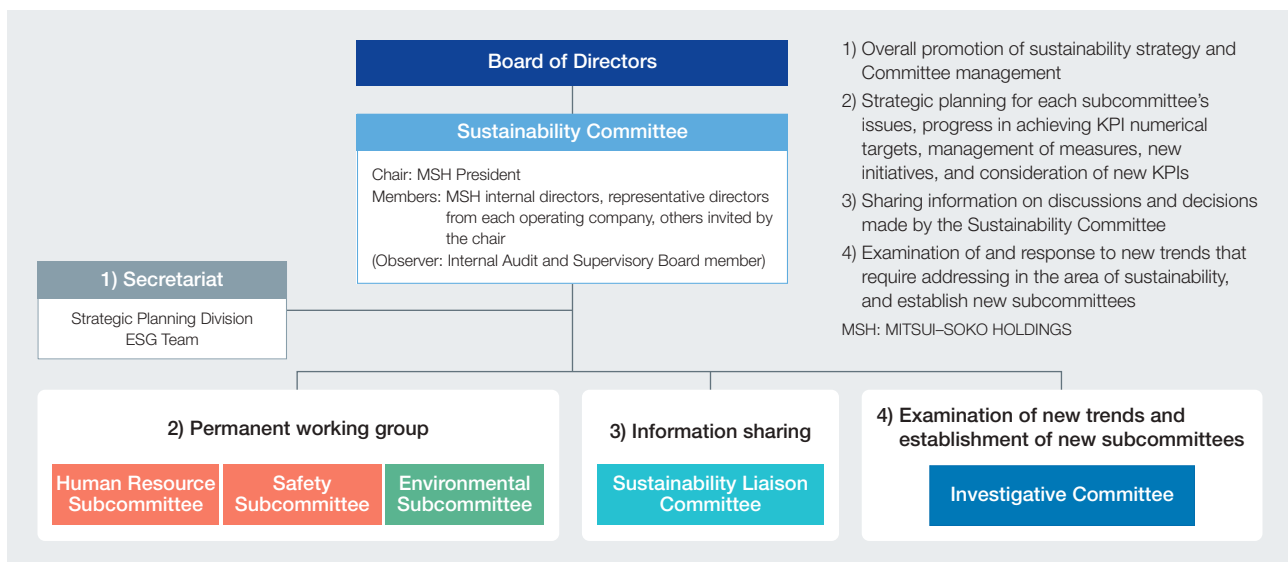 Board of Directors
Sustainability Committee
Chair: MSH President
Members: MSH internal directors, representative directors
from each operating company, others invited by
the chair
(Observer: Internal Audit and Supervisory Board member)
1) Secretariat
Strategic Planning Division
ESG Team
1) Overall promotion of sustainability strategy and
Committee management
2) Strategic planning for each subcommittee's
issues, progress in achieving KPI numerical
targets, management of measures, new
initiatives, and consideration of new KPIs
3) Sharing information on discussions and decisions
made by the Sustainability Committee
4) Examination of and response to new trends that
require addressing in the area of sustainability,
and establish new subcommittees
MSH: MITSUI–SOKO HOLDINGS
2) Permanent working group
Human Resource
Subcommittee
Safety
Subcommittee
Environmental
Subcommittee
3) Information sharing
Sustainability Liaison
Committee
4) Examination of new trends and
establishment of new subcommittees
Investigative Committee